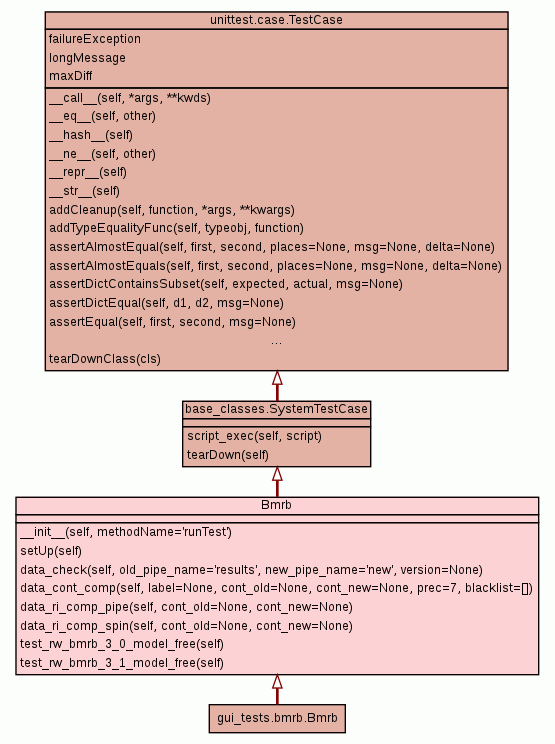 unittest.case.TestCase
failureException
longMessage
maxDiff
__call__(self, *args, **kwds)
__eq__(self, other)
__hash__(self)
__ne__(self, other)
__repr__(self)
__str__(self)
addCleanup(self, function, *args, **kwargs)
addTypeEqualityFunc(self, typeobj, function)
assertAlmostEqual(self, first, second, places=None, msg=None, delta=None)
assertAlmostEquals(self, first, second, places=None, msg=None, delta=None)
assertDictContainsSubset(self, expected, actual, msg=None)
assertDictEqual(self, d1, d2, msg=None)
assertEqual(self, first, second, msg=None)
...
tearDownClass(cls)
base_classes.SystemTestCase
script_exec(self, script)
tearDown(self)
Bmrb
__init__(self, methodName='runTest')
setUp(self)
data_check(self, old_pipe_name='results', new_pipe_name='new', version=None)
data_cont_comp(self, label=None, cont_old=None, cont_new=None, prec=7, blacklist=[])
data_ri_comp_pipe(self, cont_old=None, cont_new=None)
data_ri_comp_spin(self, cont_old=None, cont_new=None)
test_rw_bmrb_3_0_model_free(self)
test_rw_bmrb_3_1_model_free(self)
gui_tests.bmrb.Bmrb